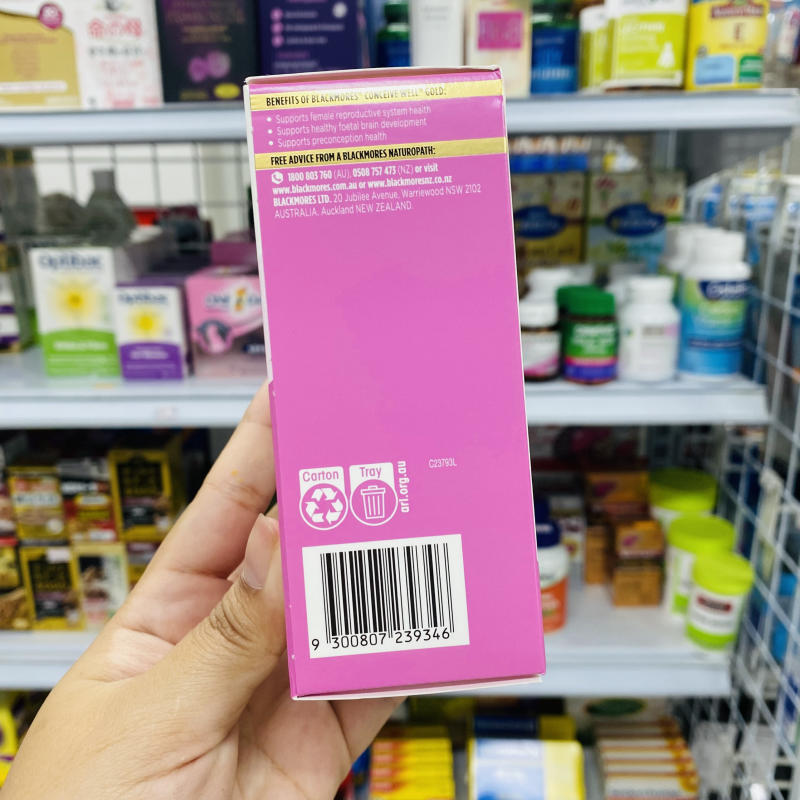 BENEFITS OF BLACKMORES® CONCEIVE WELL™ GOLD:
• Supports female reproductive system health
• Supports healthy foetal brain development
• Supports preconception health
FREE ADVICE FROM A BLACKMORES NATUROPATH:
1800 803 760 (AU), 0508 757 473 (NZ) or visit
www.blackmores.com.au or www.blackmoresnz.co.nz
BLACKMORES LTD. 20 Jubilee Avenue, Warriewood NSW 2102
AUSTRALIA. Auckland NEW ZEALAND.
Carton
Tray
arl.org.au
C23793L
9 300807 239346